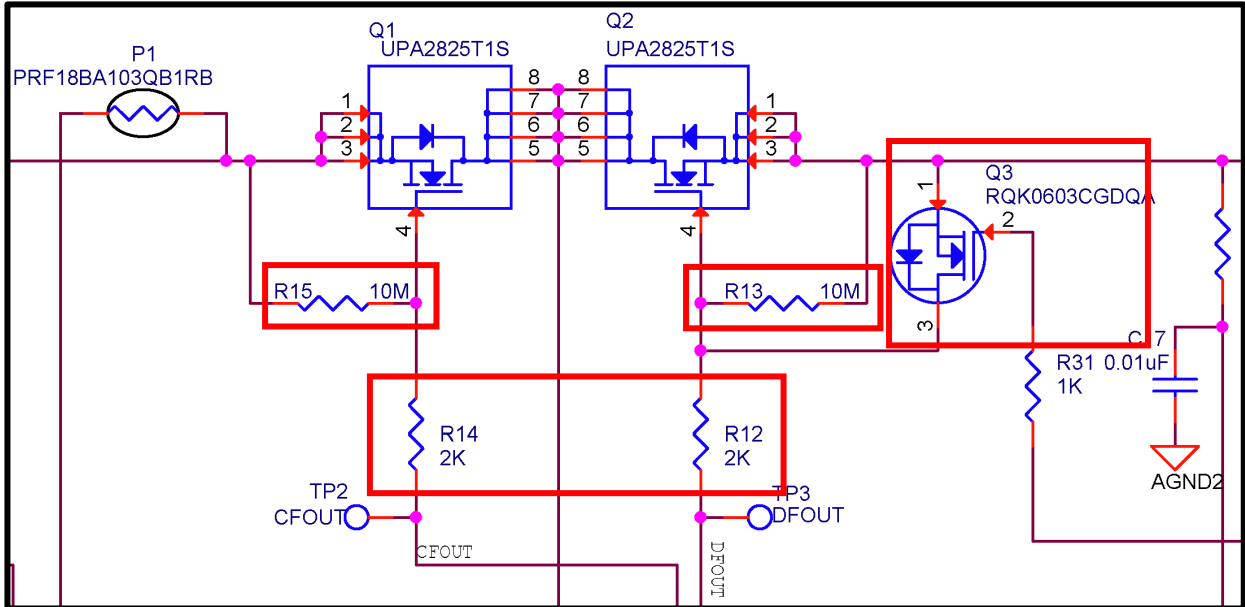 P1
PRF18BA103QB1RB
Q1
UPA2825T1S
Q2
UPA2825T1S
1
2
3
8
7
6
5
8
7
6
5
1
2
3
4
4
Q3
RQK0603CGDQA
1
2
3
R15
10M
R13
10M
R14
2K
R12
2K
R31
1K
0.01uF
AGND2
TP2
CFOUT
TP3
DFOUT
CFOUT
DFOUT